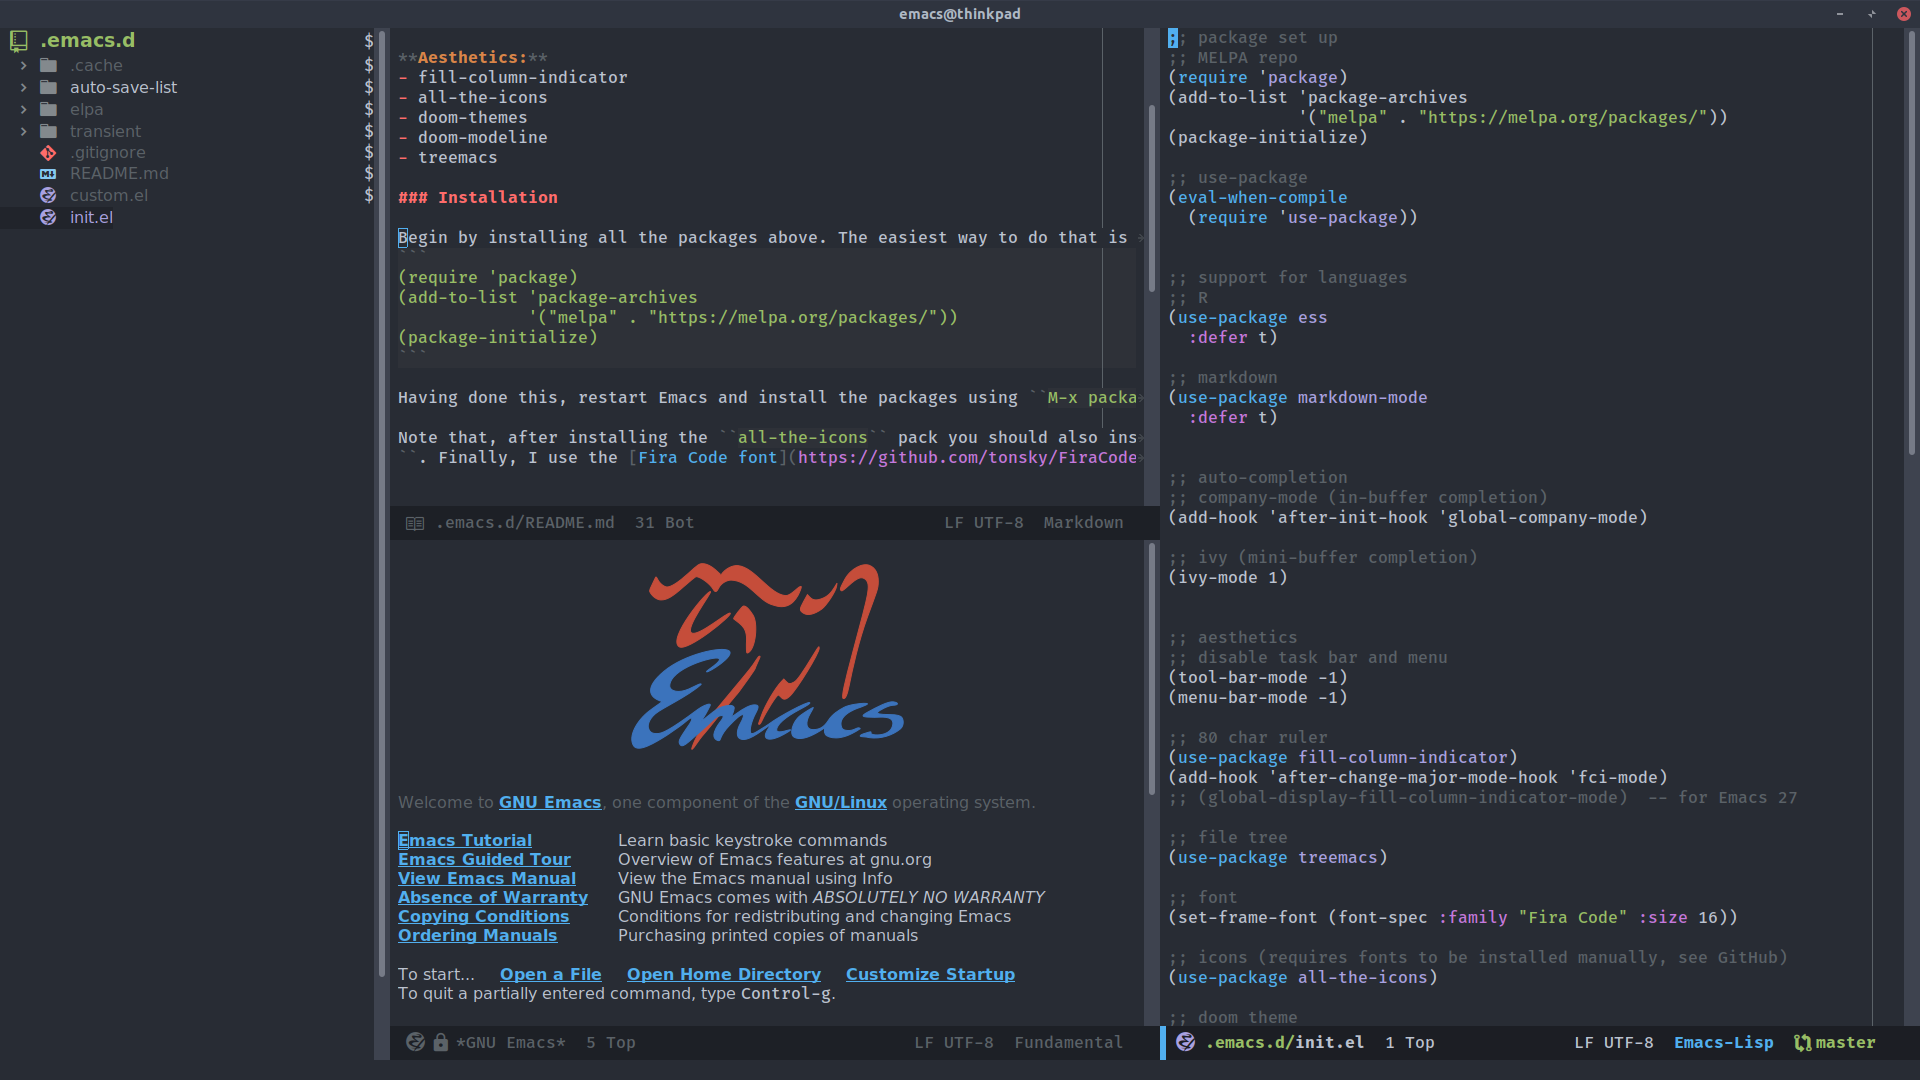 emacs@thinkpad
.emacs.d $
.cache $
auto-save-list $
elpa $
transient $
.gitignore $
README.md $
custom.el $
init.el
**Aesthetics:**
- fill-column-indicator
- all-the-icons
- doom-themes
- doom-modeline
- treemacs
### Installation
Begin by installing all the packages above. The easiest way to do that is
```
(require 'package)
(add-to-list 'package-archives
'("melpa" . "https://melpa.org/packages/"))
(package-initialize)
```
Having done this, restart Emacs and install the packages using ``M-x packa
Note that, after installing the ``all-the-icons`` pack you should also ins
``. Finally, I use the [Fira Code font](https://github.com/tonsky/FiraCode
.emacs.d/README.md 31 Bot LF UTF-8 Markdown
Emacs
Welcome to GNU Emacs, one component of the GNU/Linux operating system.
Emacs Tutorial Learn basic keystroke commands
Emacs Guided Tour Overview of Emacs features at gnu.org
View Emacs Manual View the Emacs manual using Info
Absence of Warranty GNU Emacs comes with ABSOLUTELY NO WARRANTY
Copying Conditions Conditions for redistributing and changing Emacs
Ordering Manuals Purchasing printed copies of manuals
To start... Open a File Open Home Directory Customize Startup
To quit a partially entered command, type Control-g.
*GNU Emacs* 5 Top LF UTF-8 Fundamental
;; package set up
;; MELPA repo
(require 'package)
(add-to-list 'package-archives
'("melpa" . "https://melpa.org/packages/"))
(package-initialize)
;; use-package
(eval-when-compile
(require 'use-package))
;; support for languages
;; R
(use-package ess
:defer t)
;; markdown
(use-package markdown-mode
:defer t)
;; auto-completion
;; company-mode (in-buffer completion)
(add-hook 'after-init-hook 'global-company-mode)
;; ivy (mini-buffer completion)
(ivy-mode 1)
;; aesthetics
;; disable task bar and menu
(tool-bar-mode -1)
(menu-bar-mode -1)
;; 80 char ruler
(use-package fill-column-indicator)
(add-hook 'after-change-major-mode-hook 'fci-mode)
;; (global-display-fill-column-indicator-mode) -- for Emacs 27
;; file tree
(use-package treemacs)
;; font
(set-frame-font (font-spec :family "Fira Code" :size 16))
;; icons (requires fonts to be installed manually, see GitHub)
(use-package all-the-icons)
;; doom theme
.emacs.d/init.el 1 Top LF UTF-8 Emacs-Lisp master